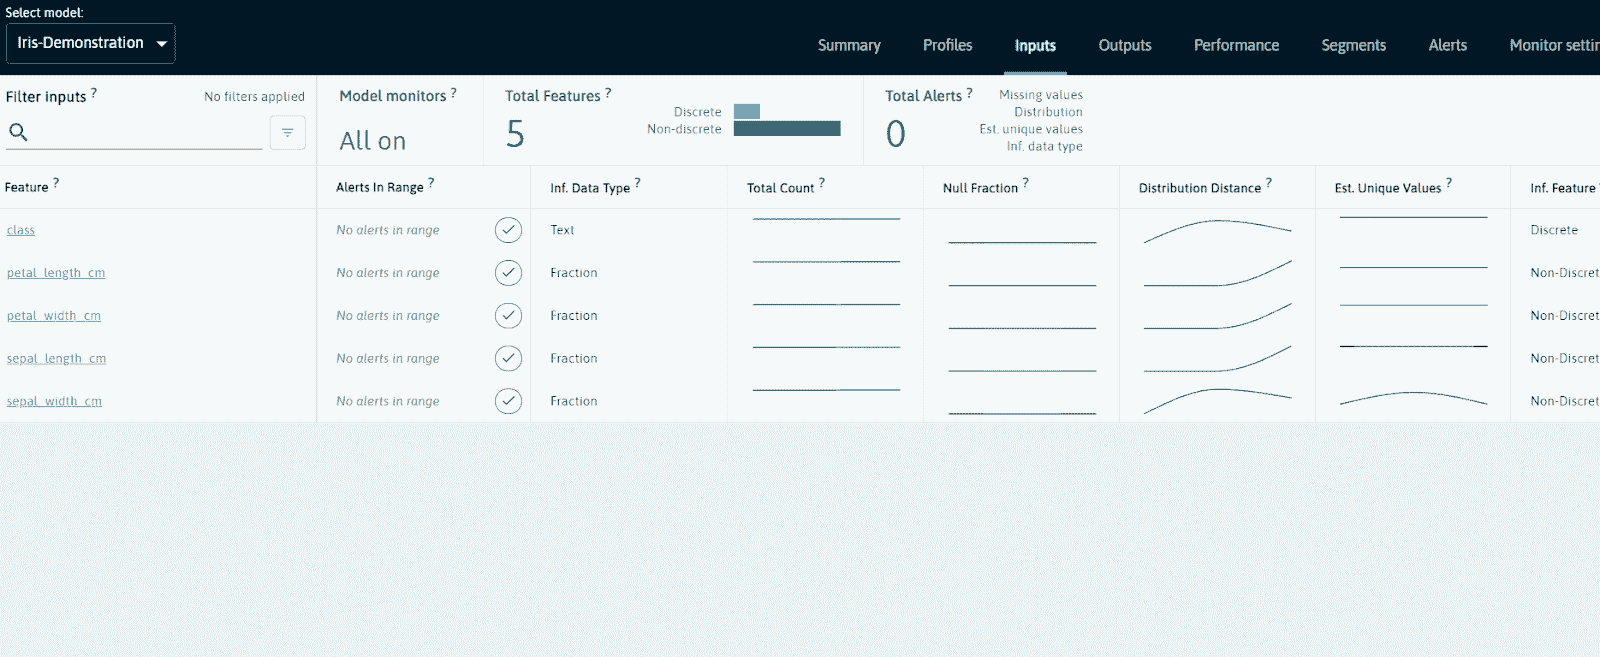 Select model:
Iris-Demonstration
Summary Profiles Inputs Outputs Performance Segments Alerts Monitor settin
Filter inputs ? No filters applied
Model monitors ?
All on
Total Features ?
5
Discrete
Non-discrete
Total Alerts ?
0
Missing values
Distribution
Est. unique values
Inf. data type
Feature ? Alerts In Range ? Inf. Data Type ? Total Count ? Null Fraction ? Distribution Distance ? Est. Unique Values ? Inf. Feature
class No alerts in range Text Discrete
petal_length_cm No alerts in range Fraction Non-Discret
petal_width_cm No alerts in range Fraction Non-Discret
sepal_length_cm No alerts in range Fraction Non-Discret
sepal_width_cm No alerts in range Fraction Non-Discret